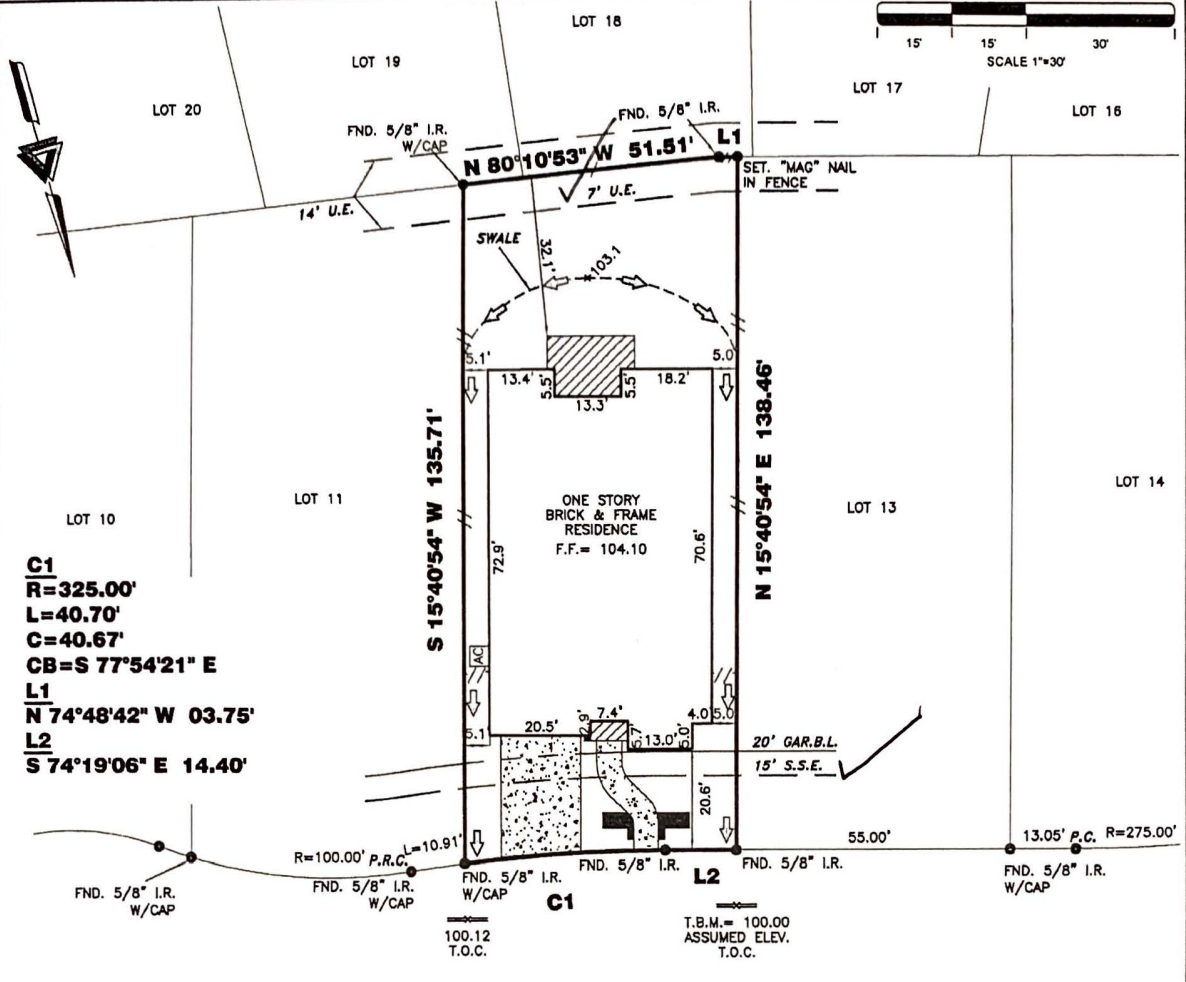 LOT 18
15'
15'
30'
SCALE 1"=30'
LOT 19
LOT 17
LOT 20
LOT 16
FND. 5/8" I.R.
W/CAP
FND. 5/8" I.R.
L1
N 80°10'53" W 51.51'
SET. "MAG" NAIL
IN FENCE
7' U.E.
14' U.E.
SWALE
32.1'
103.1
5.1'
13.4'
5.5'
13.3'
5.5'
18.2'
5.0
S 15°40'54" W 135.71'
N 15°40'54" E 138.46'
LOT 10
LOT 11
ONE STORY
BRICK & FRAME
RESIDENCE
F.F.= 104.10
LOT 13
LOT 14
72.9'
70.6'
C1
R=325.00'
L=40.70'
C=40.67'
CB=S 77°54'21" E
L1
N 74°48'42" W 03.75'
L2
S 74°19'06" E 14.40'
AC
5.1'
20.5'
2.9'
7.4'
5.7'
13.0'
5.0'
4.0'
5.0
20' GAR.B.L.
15' S.S.E.
20.6'
R=100.00' P.R.C.
L=10.91'
55.00'
13.05' P.C. R=275.00'
FND. 5/8" I.R.
W/CAP
FND. 5/8" I.R.
W/CAP
FND. 5/8" I.R.
W/CAP
C1
FND. 5/8" I.R.
L2
FND. 5/8" I.R.
FND. 5/8" I.R.
W/CAP
100.12
T.O.C.
T.B.M.= 100.00
ASSUMED ELEV.
T.O.C.